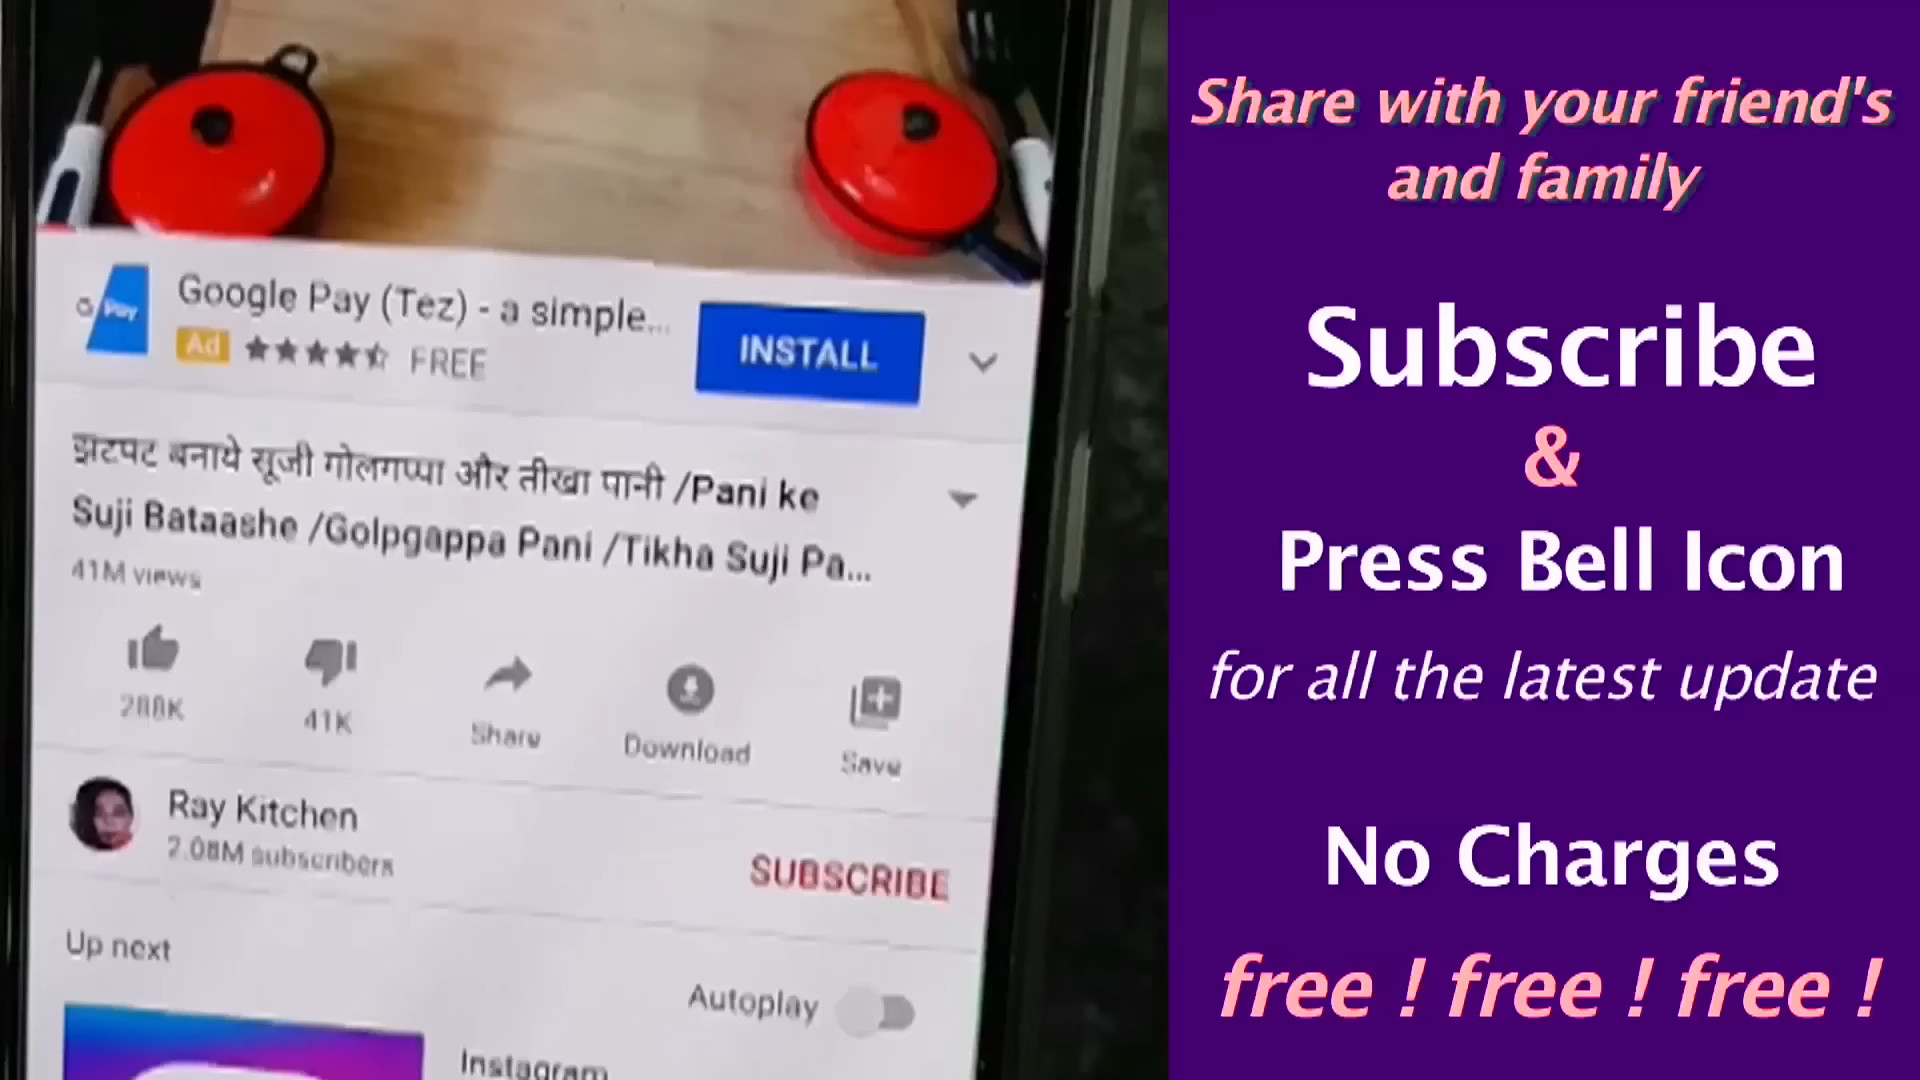 G Pay
Google Pay (Tez) - a simple...
Ad FREE
INSTALL
झटपट बनाये सूजी गोलगप्पा और तीखा पानी /Pani ke
Suji Bataashe /Golpgappa Pani /Tikha Suji Pa...
41M views
288K
41K
Share
Download
Save
Ray Kitchen
2.08M subscribers
SUBSCRIBE
Up next
Autoplay
Instagram
Share with your friend's
and family
Subscribe
&
Press Bell Icon
for all the latest update
No Charges
free ! free ! free !